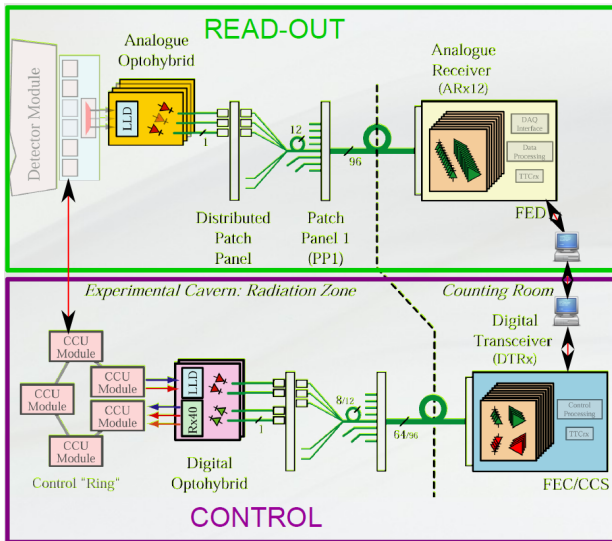 READ-OUT
Analogue
Optohybrid
Analogue
Receiver
(ARx12)
Detector Module
LLD
1
12
96
DAQ
Interface
Data
Processing
TTCrx
FED
Distributed
Patch
Panel
Patch
Panel 1
(PP1)
Experimental Cavern: Radiation Zone
Counting Room
Digital
Transceiver
(DTRx)
CCU
Module
CCU
Module
CCU
Module
CCU
Module
CCU
Module
LLD
Rx40
1
8/12
64/96
Control
Processing
TTCrx
Control "Ring"
Digital
Optohybrid
FEC/CCS
CONTROL